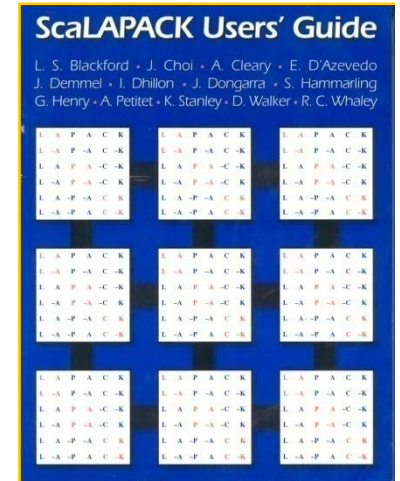 ScaLAPACK Users' Guide
L. S. Blackford • J. Choi • A. Cleary • E. D'Azevedo
J. Demmel • I. Dhillon • J. Dongarra • S. Hammarling
G. Henry • A. Petitet • K. Stanley • D. Walker • R. C. Whaley
L A P A C K
L -A P -A C -K
L A P A -C -K
L -A P -A -C K
L A -P -A C K
L -A -P A C -K
L A P A C K
L -A P -A C -K
L A P A -C -K
L -A P -A -C K
L A -P -A C K
L -A -P A C -K
L A P A C K
L -A P -A C -K
L A P A -C -K
L -A P -A -C K
L A -P -A C K
L -A -P A C -K
L A P A C K
L -A P -A C -K
L A P A -C -K
L -A P -A -C K
L A -P -A C K
L -A -P A C -K
L A P A C K
L -A P -A C -K
L A P A -C -K
L -A P -A -C K
L A -P -A C K
L -A -P A C -K
L A P A C K
L -A P -A C -K
L A P A -C -K
L -A P -A -C K
L A -P -A C K
L -A -P A C -K
L A P A C K
L -A P -A C -K
L A P A -C -K
L -A P -A -C K
L A -P -A C K
L -A -P A C -K
L A P A C K
L -A P -A C -K
L A P A -C -K
L -A P -A -C K
L A -P -A C K
L -A -P A C -K
L A P A C K
L -A P -A C -K
L A P A -C -K
L -A P -A -C K
L A -P -A C K
L -A -P A C -K